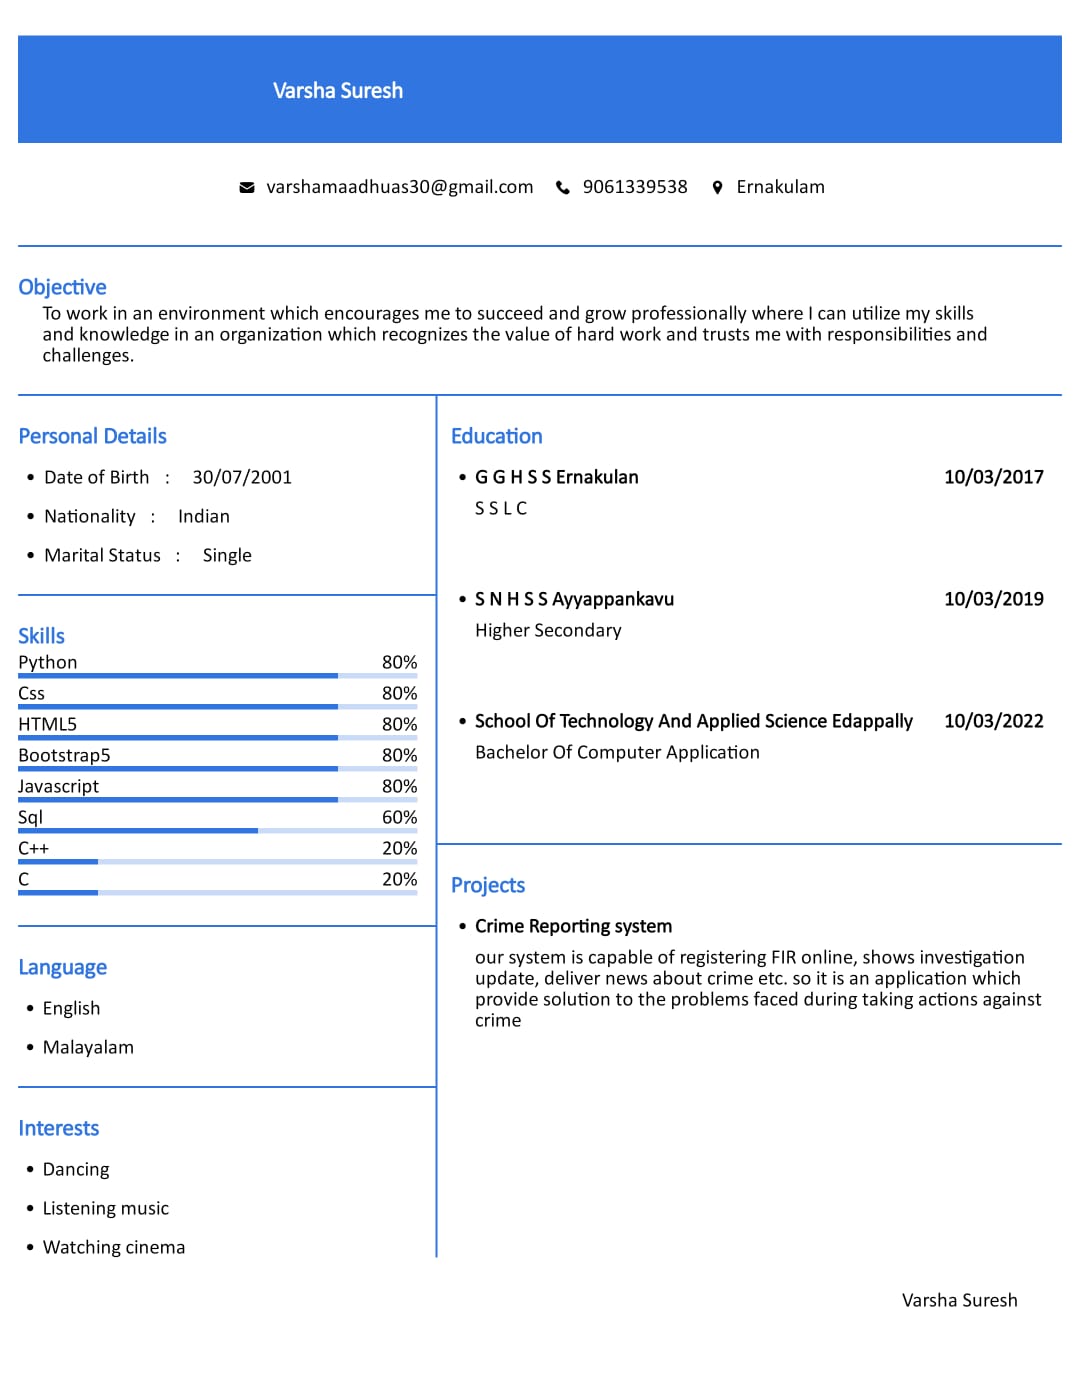 Varsha Suresh
varshamaadhuas30@gmail.com 9061339538 Ernakulam
Objective
To work in an environment which encourages me to succeed and grow professionally where I can utilize my skills
and knowledge in an organization which recognizes the value of hard work and trusts me with responsibilities and
challenges.
Personal Details
• Date of Birth : 30/07/2001
• Nationality : Indian
• Marital Status : Single
Skills
Python 80%
Css 80%
HTML5 80%
Bootstrap5 80%
Javascript 80%
Sql 60%
C++ 20%
C 20%
Language
• English
• Malayalam
Interests
• Dancing
• Listening music
• Watching cinema
Education
• G G H S S Ernakulan 10/03/2017
S S L C
• S N H S S Ayyappankavu 10/03/2019
Higher Secondary
• School Of Technology And Applied Science Edappally 10/03/2022
Bachelor Of Computer Application
Projects
• Crime Reporting system
our system is capable of registering FIR online, shows investigation
update, deliver news about crime etc. so it is an application which
provide solution to the problems faced during taking actions against
crime
Varsha Suresh